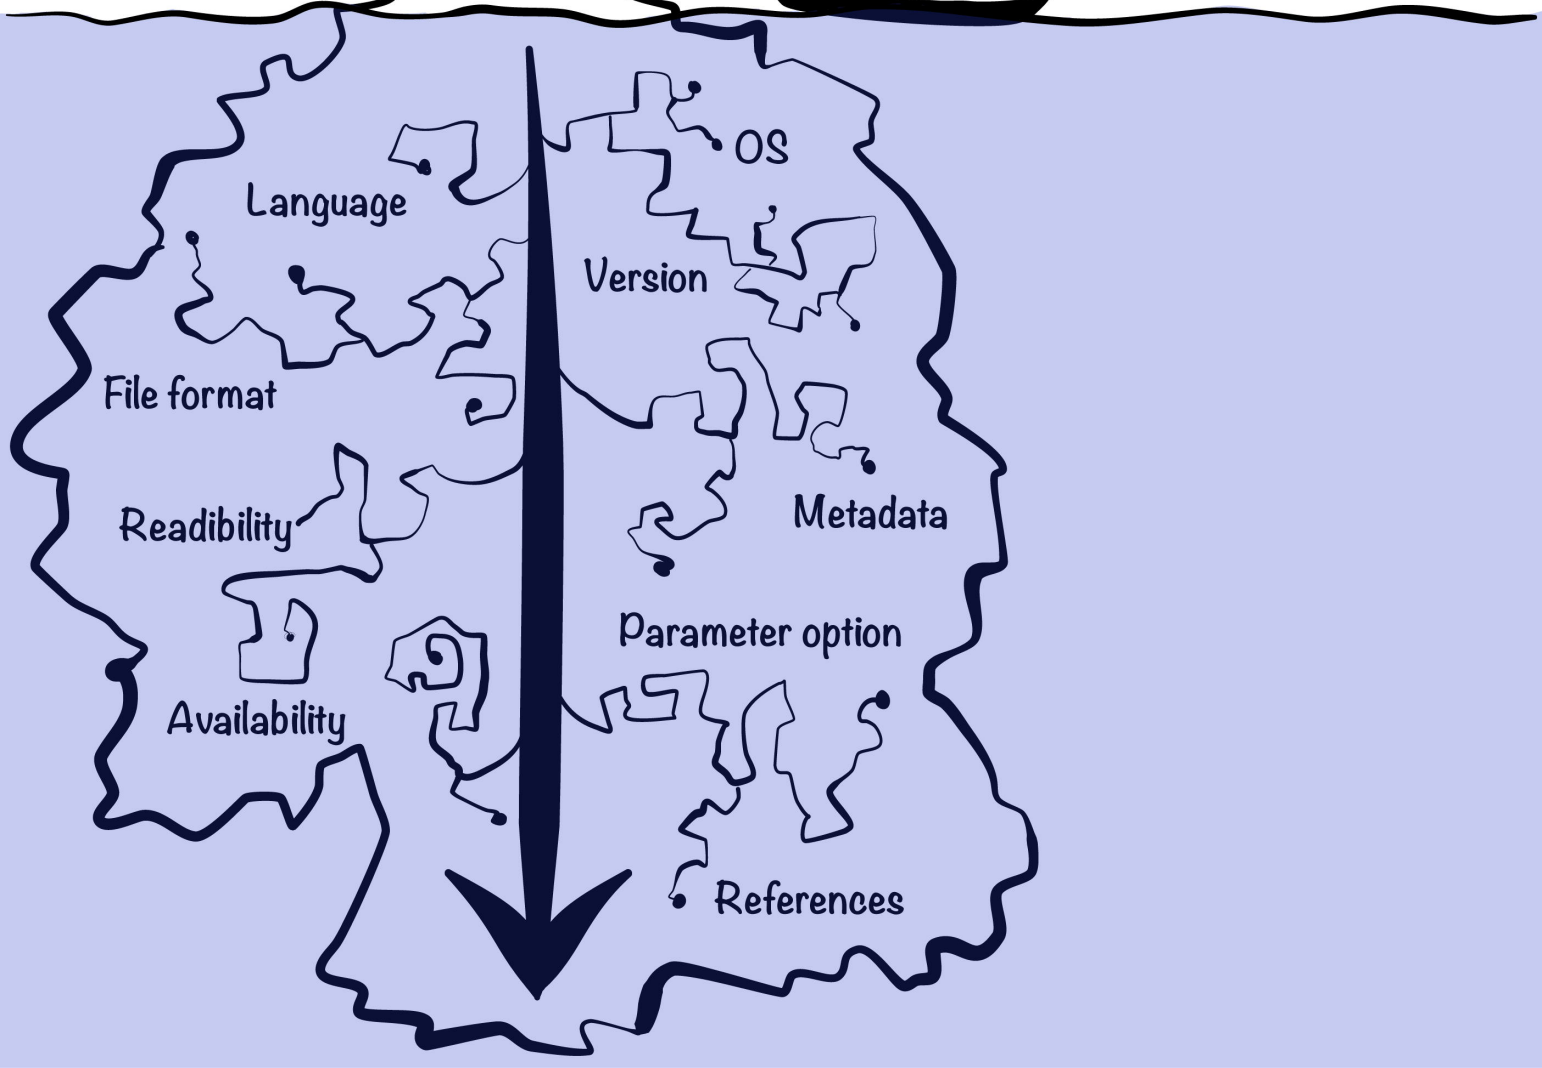 OS
Language
Version
File format
Metadata
Readibility
Parameter option
Availability
References